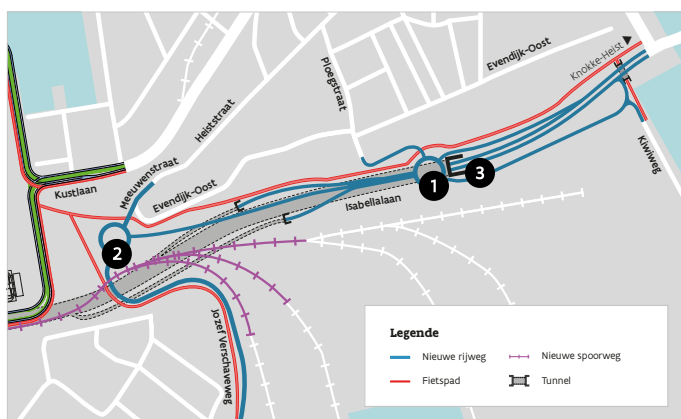 Knokke-Heist
Evendijk-Oost
Ploegstraat
Heiststraat
Kiwiweg
Meeuwenstraat
Kustlaan
Evendijk-Oost
Isabellalaan
1
3
2
Jozef Verschaveweg
Legende
Nieuwe rijweg
Nieuwe spoorweg
Fietspad
Tunnel